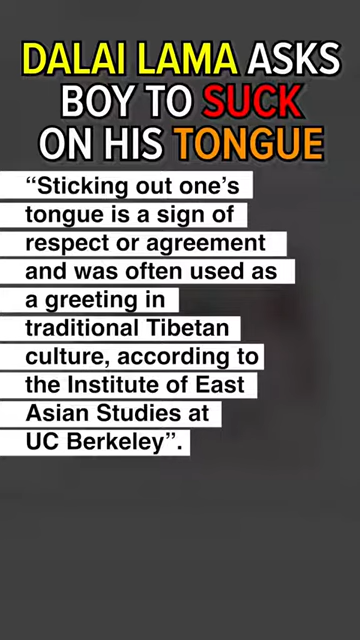 DALAI LAMA ASKS
BOY TO SUCK
ON HIS TONGUE
“Sticking out one’s
tongue is a sign of
respect or agreement
and was often used as
a greeting in
traditional Tibetan
culture, according to
the Institute of East
Asian Studies at
UC Berkeley”.